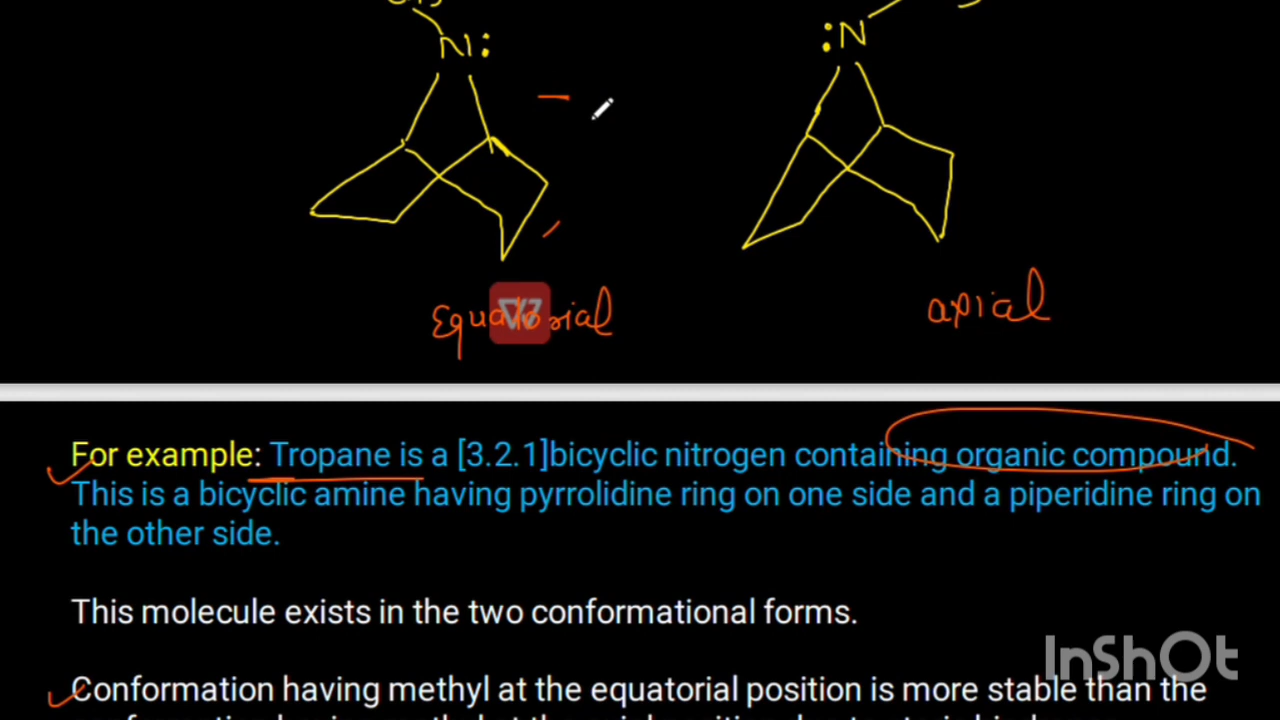 N:
:N
Equatorial
axial
For example: Tropane is a [3.2.1]bicyclic nitrogen containing organic compound.
This is a bicyclic amine having pyrrolidine ring on one side and a piperidine ring on
the other side.
This molecule exists in the two conformational forms.
InShOt
Conformation having methyl at the equatorial position is more stable than the